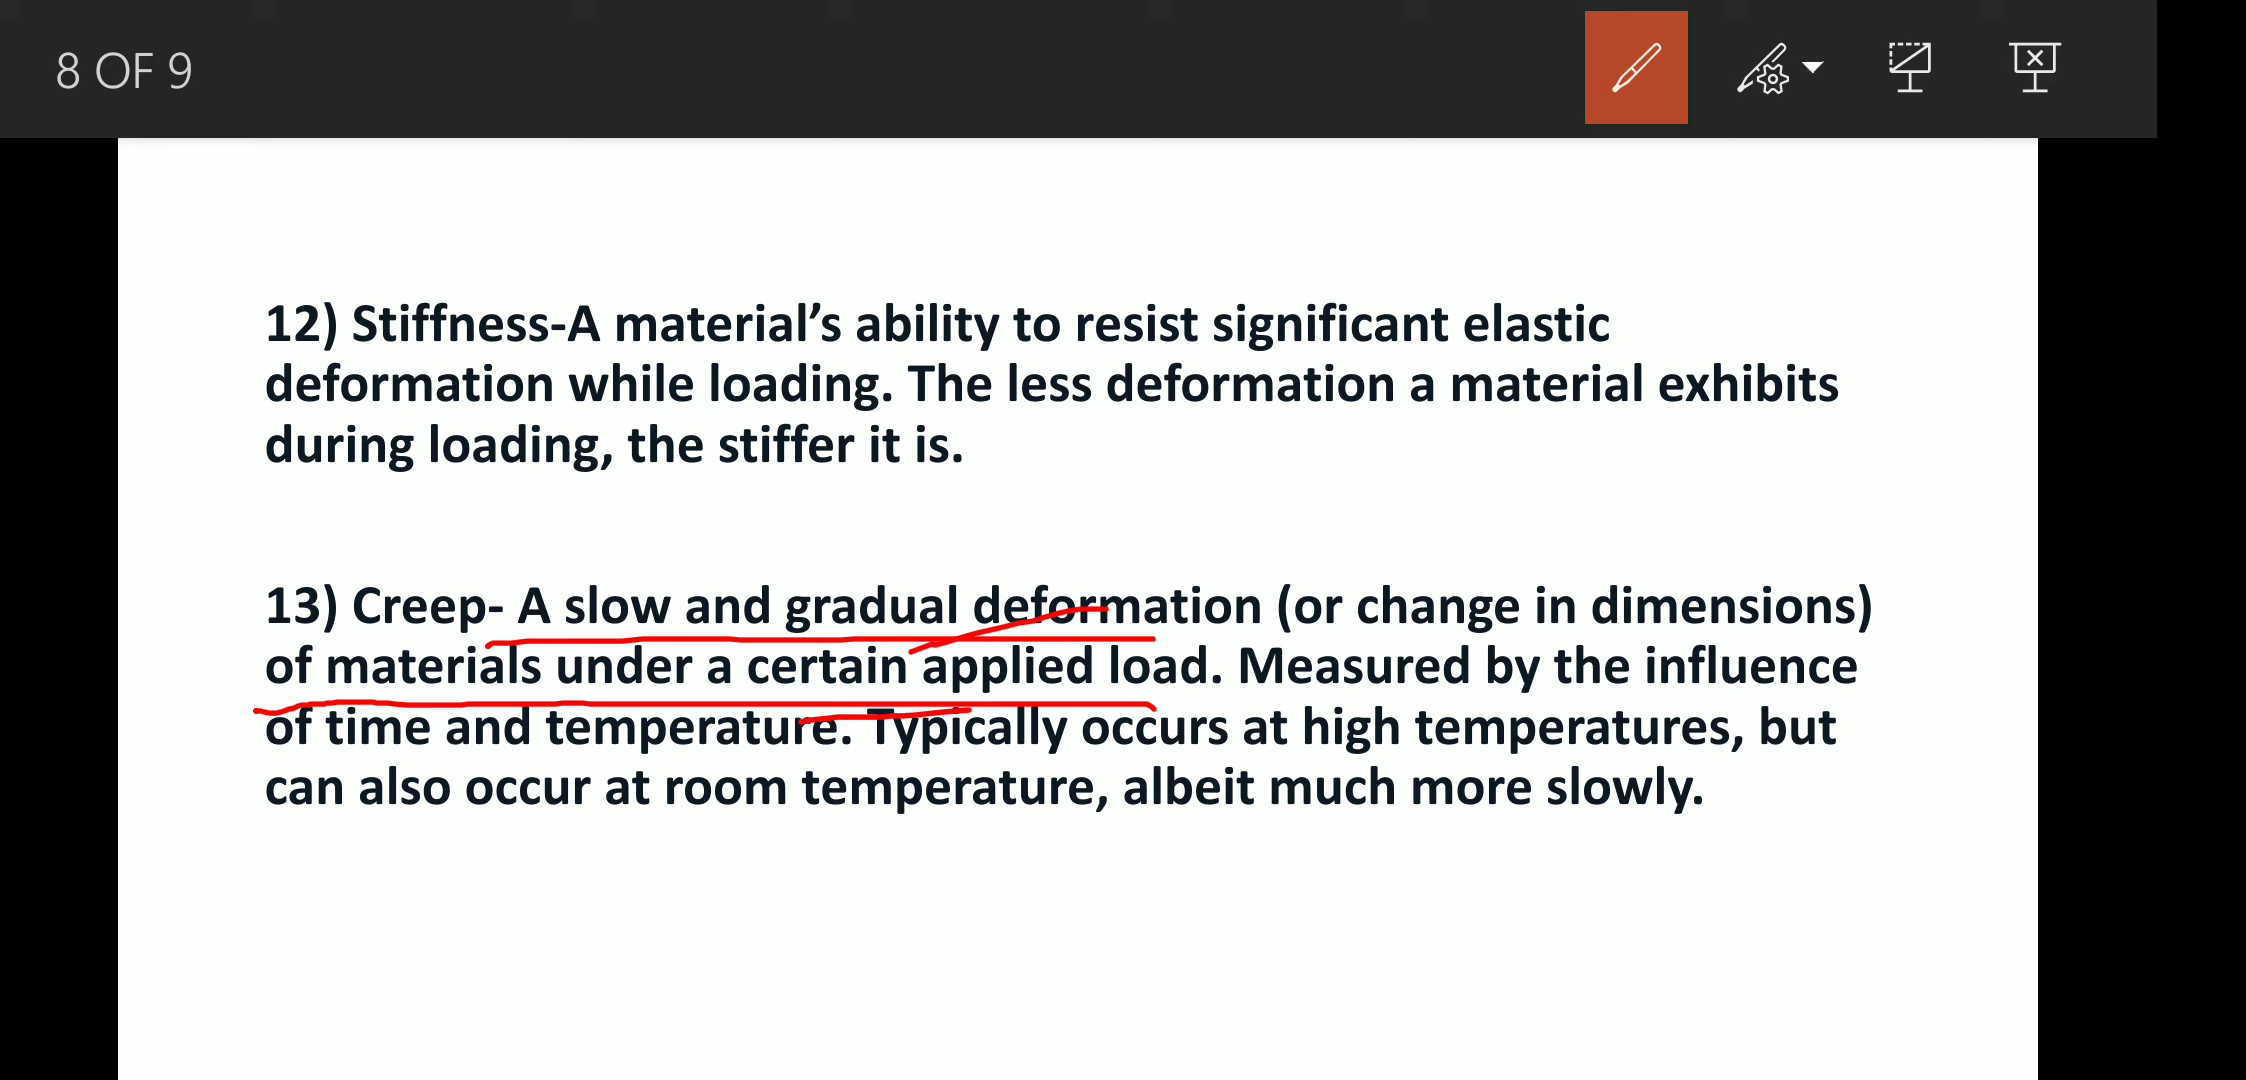 8 OF 9
12) Stiffness-A material’s ability to resist significant elastic
deformation while loading. The less deformation a material exhibits
during loading, the stiffer it is.
13) Creep- A slow and gradual deformation (or change in dimensions)
of materials under a certain applied load. Measured by the influence
of time and temperature. Typically occurs at high temperatures, but
can also occur at room temperature, albeit much more slowly.